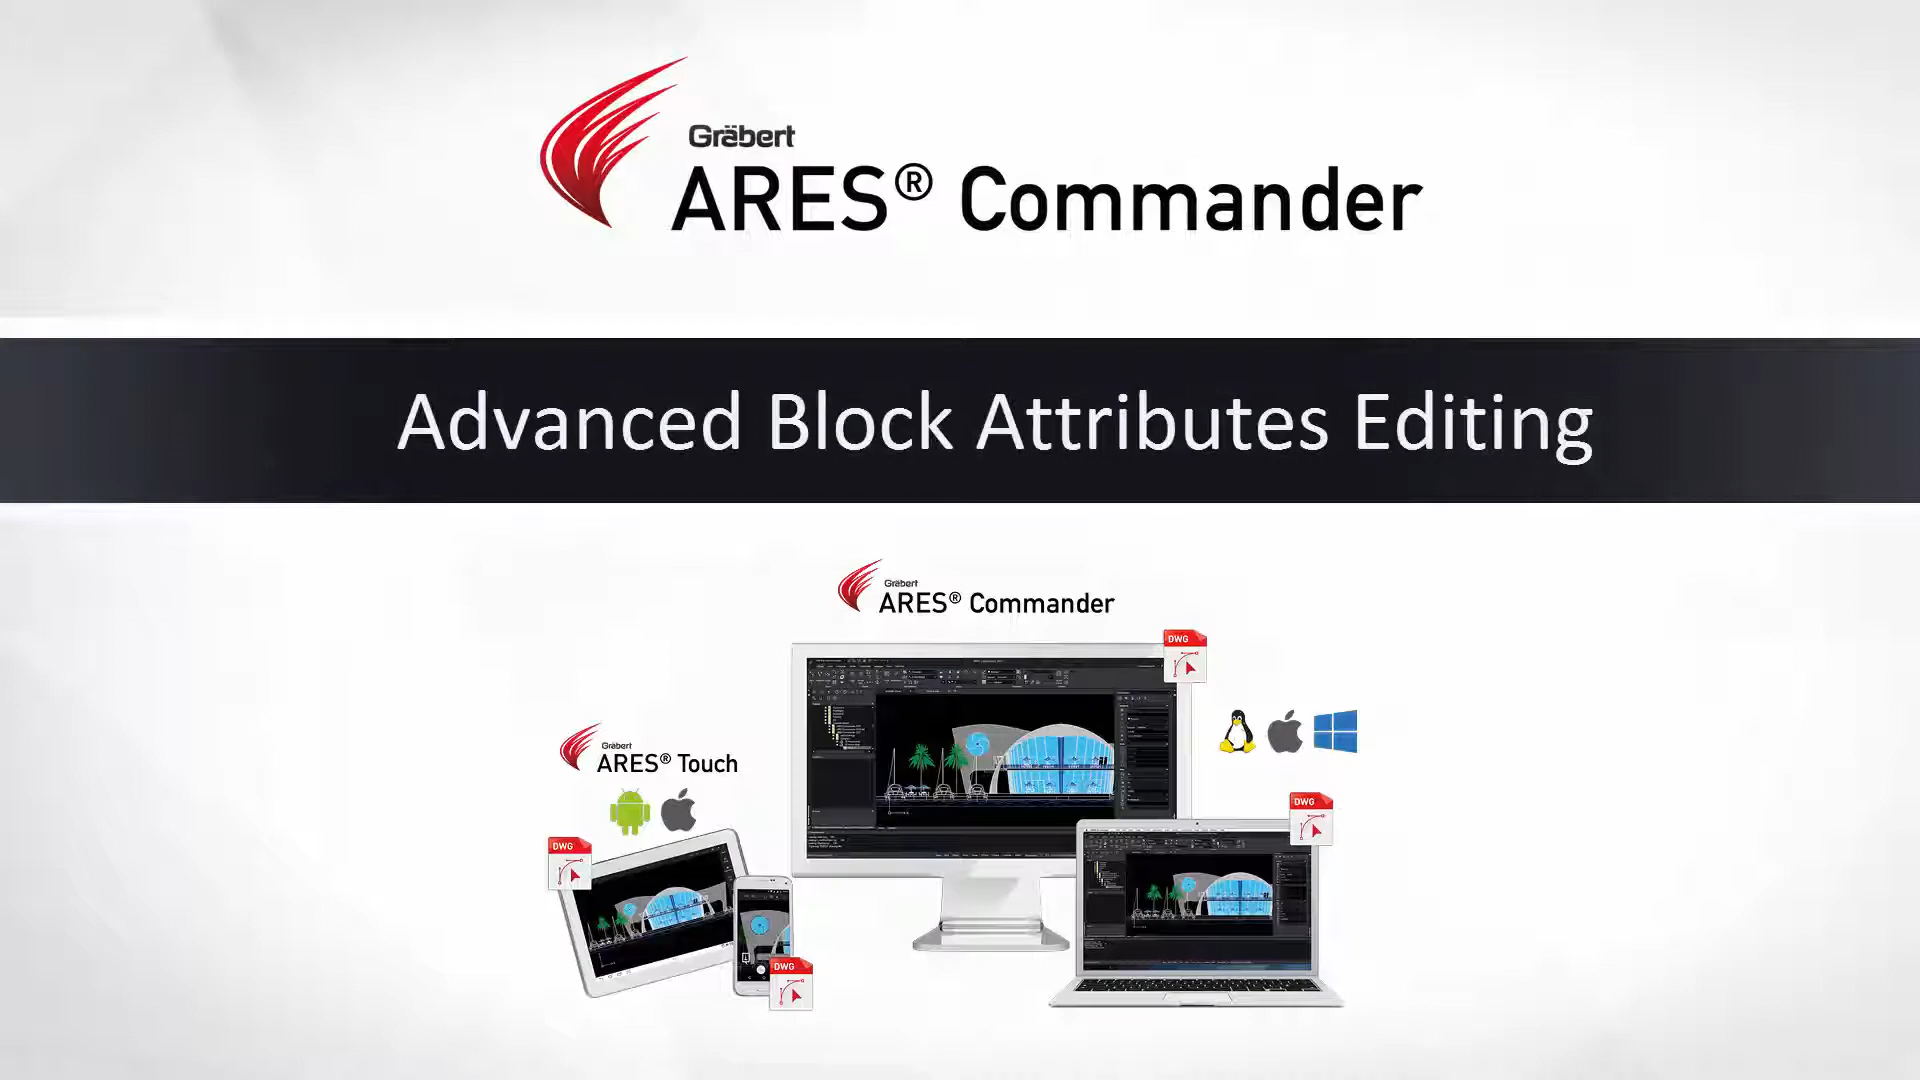 Gräbert
ARES® Commander
Advanced Block Attributes Editing
Gräbert
ARES® Commander
DWG
Gräbert
ARES® Touch
DWG
DWG
DWG